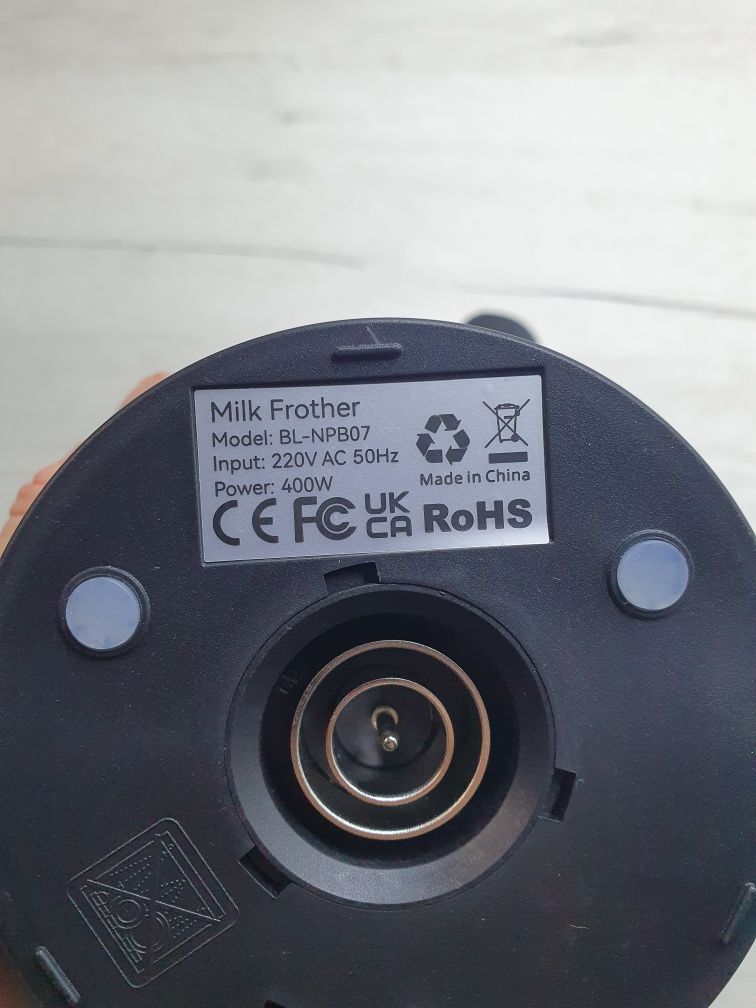 Milk Frother
Model: BL-NPB07
Input: 220V AC 50Hz
Power: 400W
Made in China
CE FC UK
CA RoHS